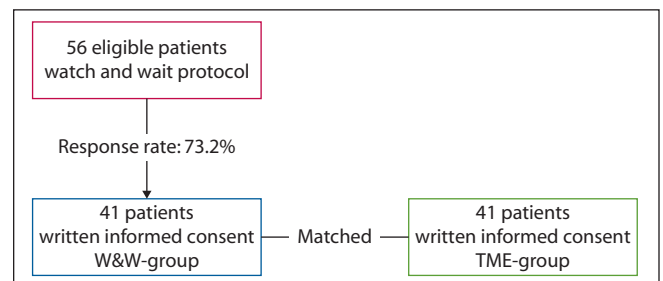 56 eligible patients
watch and wait protocol
Response rate: 73.2%
41 patients
written informed consent
W&W-group
Matched
41 patients
written informed consent
TME-group